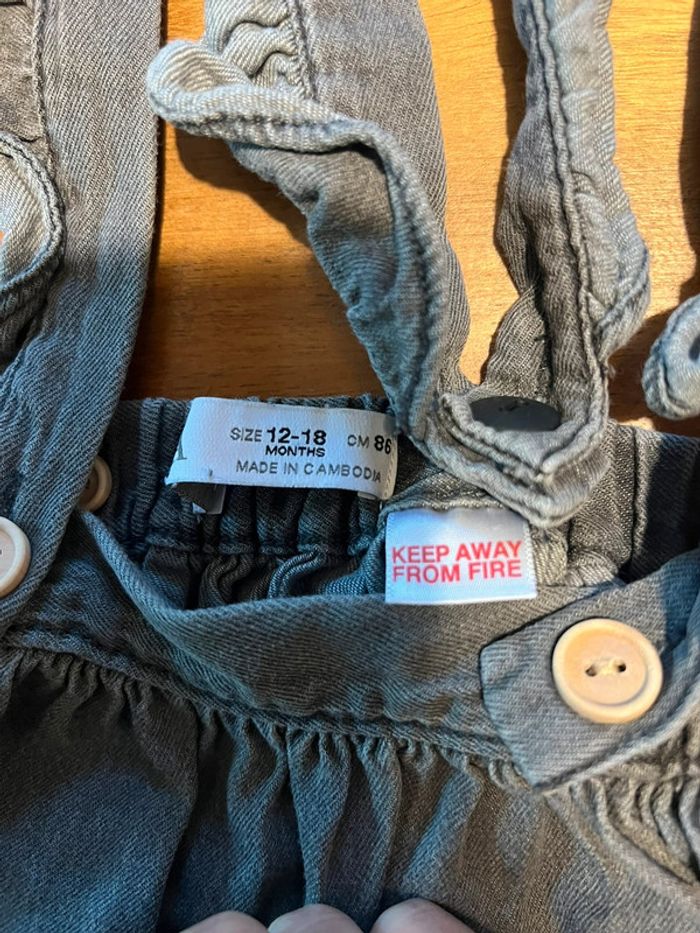 SIZE 12-18 CM 86
MONTHS
MADE IN CAMBODIA
KEEP AWAY
FROM FIRE